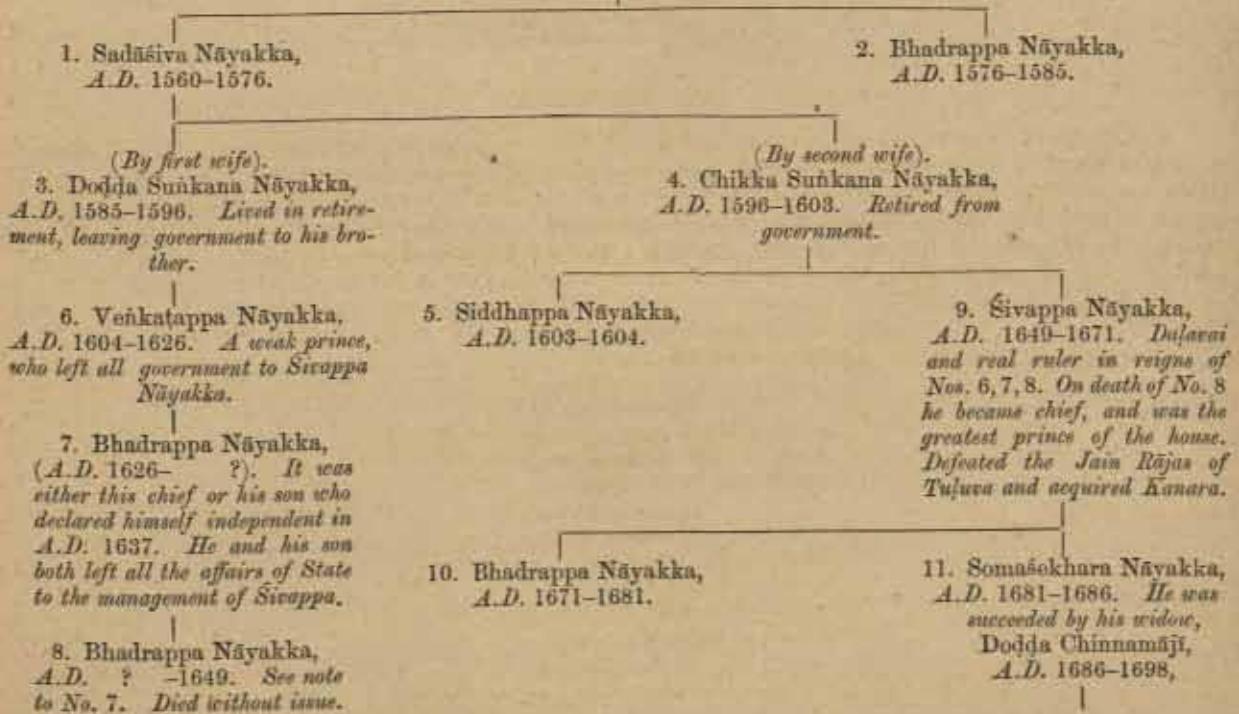 1. Sadāśiva Nāyakka,
A.D. 1560–1576.
2. Bhadrappa Nāyakka,
A.D. 1576–1585.
(By first wife).
3. Doḍḍa Suṅkana Nāyakka,
A.D. 1585–1596. Lived in retire-
ment, leaving government to his bro-
ther.
(By second wife).
4. Chikka Suṅkana Nāyakka,
A.D. 1596–1603. Retired from
government.
6. Veṅkatappa Nāyakka,
A.D. 1604–1626. A weak prince,
who left all government to Sivappa
Nāyakka.
5. Siddhappa Nāyakka,
A.D. 1603–1604.
9. Śivappa Nāyakka,
A.D. 1649–1671. Daḷavai
and real ruler in reigns of
Nos. 6, 7, 8. On death of No. 8
he became chief, and was the
greatest prince of the house.
Defeated the Jain Rājas of
Tuḷuva and acquired Kanara.
7. Bhadrappa Nāyakka,
(A.D. 1626– ?). It was
either this chief or his son who
declared himself independent in
A.D. 1637. He and his son
both left all the affairs of State
to the management of Sivappa.
8. Bhadrappa Nāyakka,
A.D. ? –1649. See note
to No. 7. Died without issue.
10. Bhadrappa Nāyakka,
A.D. 1671–1681.
11. Somaśekhara Nāyakka,
A.D. 1681–1686. He was
succeeded by his widow,
Doḍḍa Chinnamājī,
A.D. 1686–1698,